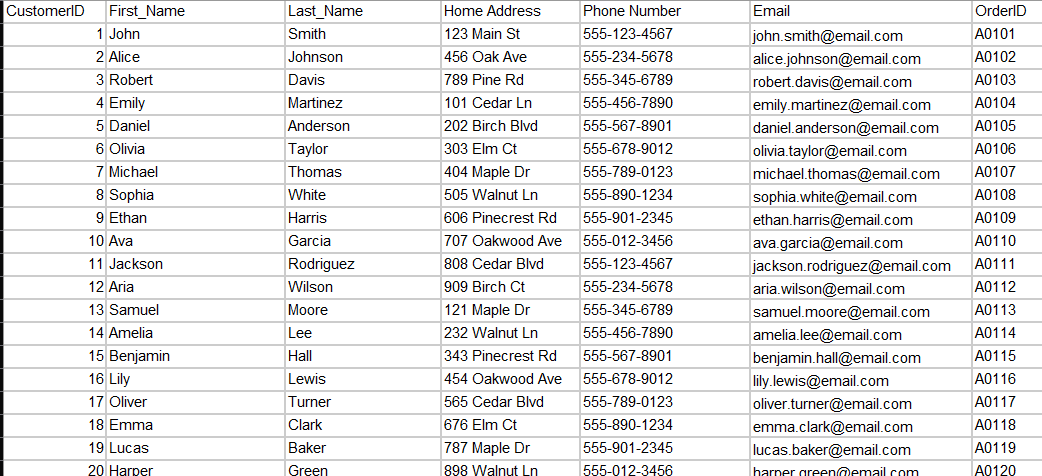 CustomerID First_Name Last_Name Home Address Phone Number Email OrderID
1 John Smith 123 Main St 555-123-4567 john.smith@email.com A0101
2 Alice Johnson 456 Oak Ave 555-234-5678 alice.johnson@email.com A0102
3 Robert Davis 789 Pine Rd 555-345-6789 robert.davis@email.com A0103
4 Emily Martinez 101 Cedar Ln 555-456-7890 emily.martinez@email.com A0104
5 Daniel Anderson 202 Birch Blvd 555-567-8901 daniel.anderson@email.com A0105
6 Olivia Taylor 303 Elm Ct 555-678-9012 olivia.taylor@email.com A0106
7 Michael Thomas 404 Maple Dr 555-789-0123 michael.thomas@email.com A0107
8 Sophia White 505 Walnut Ln 555-890-1234 sophia.white@email.com A0108
9 Ethan Harris 606 Pinecrest Rd 555-901-2345 ethan.harris@email.com A0109
10 Ava Garcia 707 Oakwood Ave 555-012-3456 ava.garcia@email.com A0110
11 Jackson Rodriguez 808 Cedar Blvd 555-123-4567 jackson.rodriguez@email.com A0111
12 Aria Wilson 909 Birch Ct 555-234-5678 aria.wilson@email.com A0112
13 Samuel Moore 121 Maple Dr 555-345-6789 samuel.moore@email.com A0113
14 Amelia Lee 232 Walnut Ln 555-456-7890 amelia.lee@email.com A0114
15 Benjamin Hall 343 Pinecrest Rd 555-567-8901 benjamin.hall@email.com A0115
16 Lily Lewis 454 Oakwood Ave 555-678-9012 lily.lewis@email.com A0116
17 Oliver Turner 565 Cedar Blvd 555-789-0123 oliver.turner@email.com A0117
18 Emma Clark 676 Elm Ct 555-890-1234 emma.clark@email.com A0118
19 Lucas Baker 787 Maple Dr 555-901-2345 lucas.baker@email.com A0119
20 Harper Green 898 Walnut Ln 555-012-3456 harper.green@email.com A0120